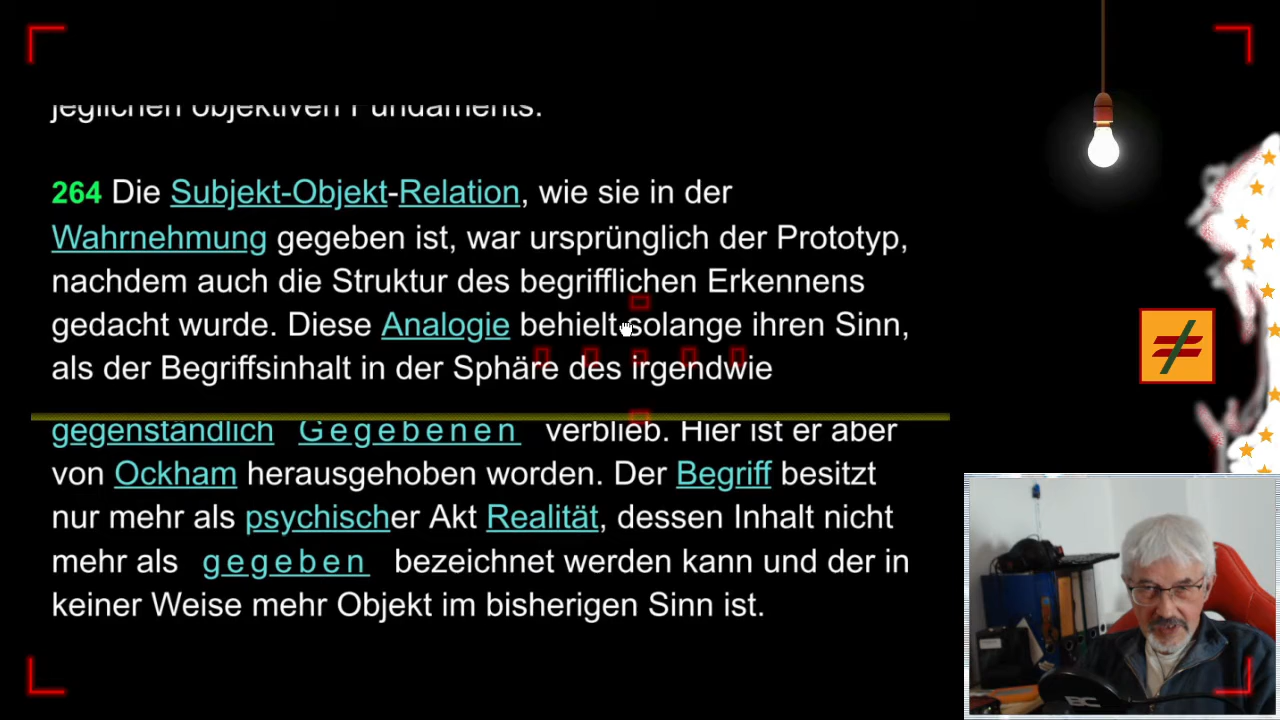 jeglichen objektiven Fundaments.
264 Die Subjekt-Objekt-Relation, wie sie in der
Wahrnehmung gegeben ist, war ursprünglich der Prototyp,
nachdem auch die Struktur des begrifflichen Erkennens
gedacht wurde. Diese Analogie behielt solange ihren Sinn,
als der Begriffsinhalt in der Sphäre des irgendwie
gegenständlich Gegebenen verblieb. Hier ist er aber
von Ockham herausgehoben worden. Der Begriff besitzt
nur mehr als psychischer Akt Realität, dessen Inhalt nicht
mehr als gegeben bezeichnet werden kann und der in
keiner Weise mehr Objekt im bisherigen Sinn ist.